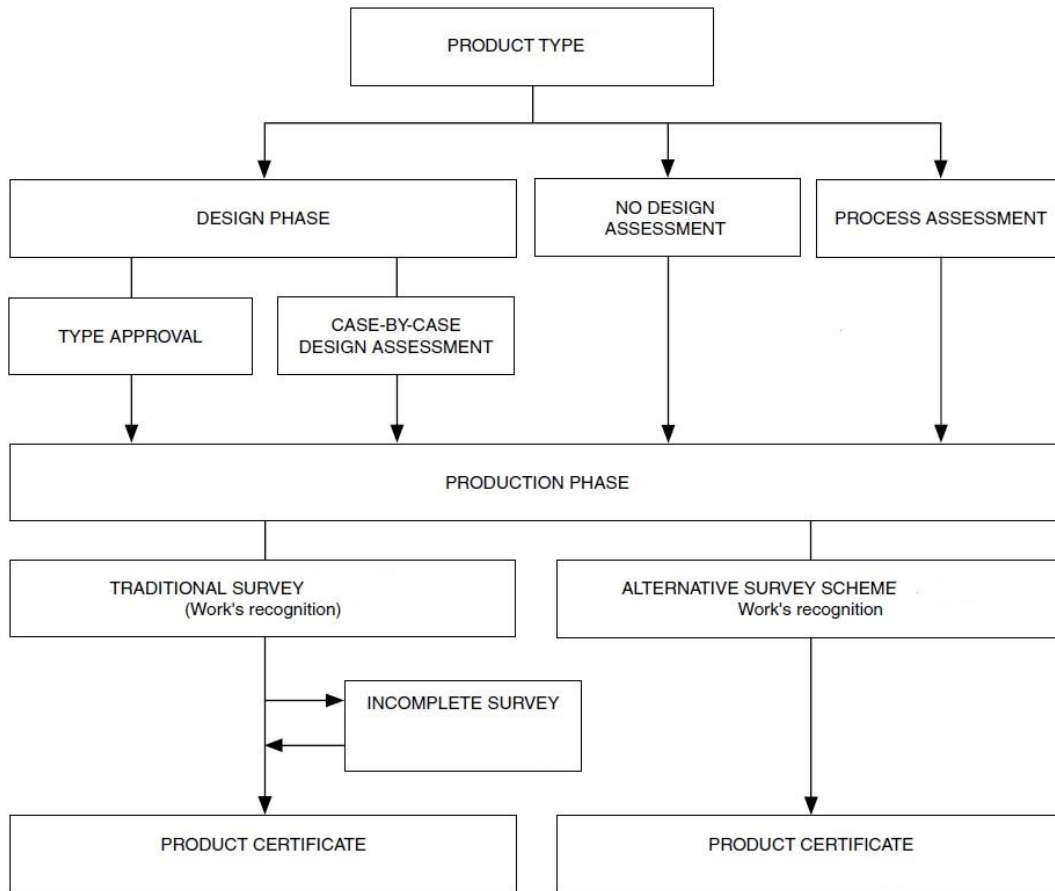 PRODUCT TYPE
DESIGN PHASE
NO DESIGN
ASSESSMENT
PROCESS ASSESSMENT
TYPE APPROVAL
CASE-BY-CASE
DESIGN ASSESSMENT
PRODUCTION PHASE
TRADITIONAL SURVEY
(Work's recognition)
ALTERNATIVE SURVEY SCHEME
Work's recognition
INCOMPLETE SURVEY
PRODUCT CERTIFICATE
PRODUCT CERTIFICATE